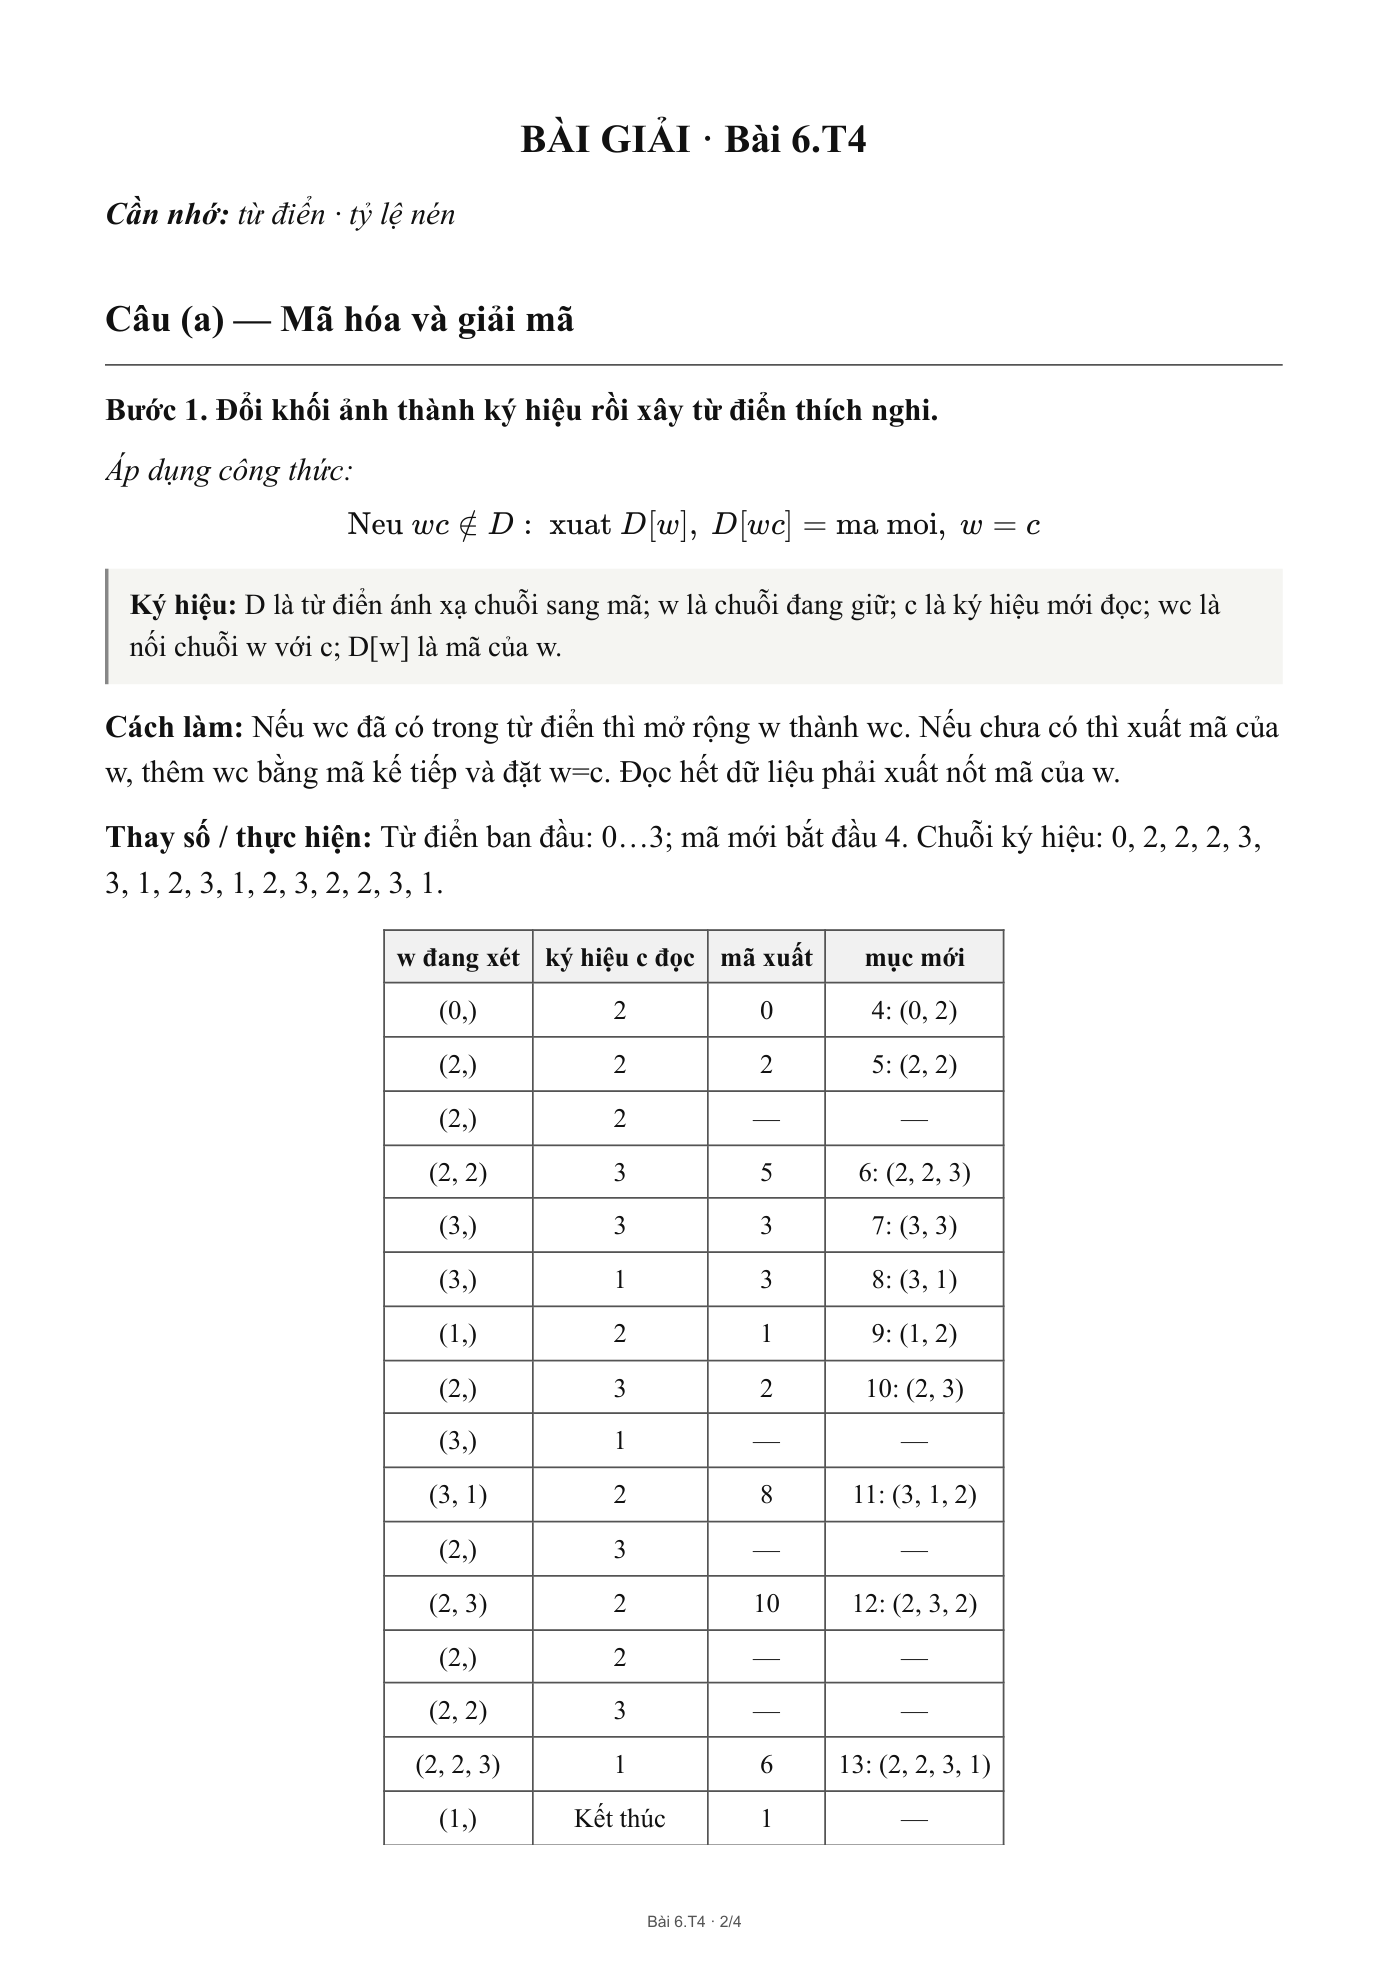 BÀI GIẢI · Bài 6.T4
Cần nhớ: từ điển · tỷ lệ nén
Câu (a) — Mã hóa và giải mã
Bước 1. Đổi khối ảnh thành ký hiệu rồi xây từ điển thích nghi.
Áp dụng công thức:
Neu wc ∉ D : xuat D[w], D[wc] = ma moi, w = c
Ký hiệu: D là từ điển ánh xạ chuỗi sang mã; w là chuỗi đang giữ; c là ký hiệu mới đọc; wc là
nối chuỗi w với c; D[w] là mã của w.
Cách làm: Nếu wc đã có trong từ điển thì mở rộng w thành wc. Nếu chưa có thì xuất mã của
w, thêm wc bằng mã kế tiếp và đặt w=c. Đọc hết dữ liệu phải xuất nốt mã của w.
Thay số / thực hiện: Từ điển ban đầu: 0…3; mã mới bắt đầu 4. Chuỗi ký hiệu: 0, 2, 2, 2, 3,
3, 1, 2, 3, 1, 2, 3, 2, 2, 3, 1.
w đang xét ký hiệu c đọc mã xuất mục mới
(0,) 2 0 4: (0, 2)
(2,) 2 2 5: (2, 2)
(2,) 2 — —
(2, 2) 3 5 6: (2, 2, 3)
(3,) 3 3 7: (3, 3)
(3,) 1 3 8: (3, 1)
(1,) 2 1 9: (1, 2)
(2,) 3 2 10: (2, 3)
(3,) 1 — —
(3, 1) 2 8 11: (3, 1, 2)
(2,) 3 — —
(2, 3) 2 10 12: (2, 3, 2)
(2,) 2 — —
(2, 2) 3 — —
(2, 2, 3) 1 6 13: (2, 2, 3, 1)
(1,) Kết thúc 1 —
Bài 6.T4 · 2/4